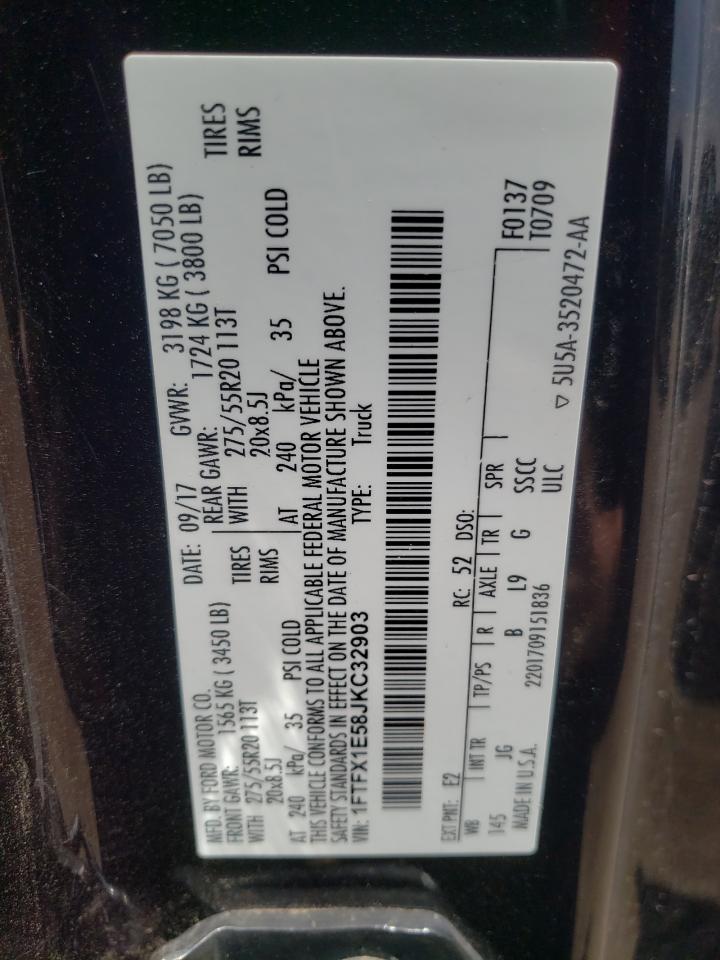 MFD. BY FORD MOTOR CO.
DATE: 09/17 GVWR: 3198 KG ( 7050 LB)
FRONT GAWR: 1565 KG ( 3450 LB) REAR GAWR: 1724 KG ( 3800 LB)
WITH 275/55R20 113T TIRES WITH 275/55R20 113T TIRES
20x8.5J RIMS 20x8.5J RIMS
AT 240 kPa/ 35 PSI COLD AT 240 kPa/ 35 PSI COLD
THIS VEHICLE CONFORMS TO ALL APPLICABLE FEDERAL MOTOR VEHICLE
SAFETY STANDARDS IN EFFECT ON THE DATE OF MANUFACTURE SHOWN ABOVE.
VIN: 1FTFX1E58JKC32903 TYPE: Truck
EXT PNT: E2 RC: 52 DSO: F0137
WB INT TR TP/PS R AXLE TR SPR T0709
145 JG B L9 G SSCC
MADE IN U.S.A. 2201709151836 ULC ▽ 5U5A-3520472-AA